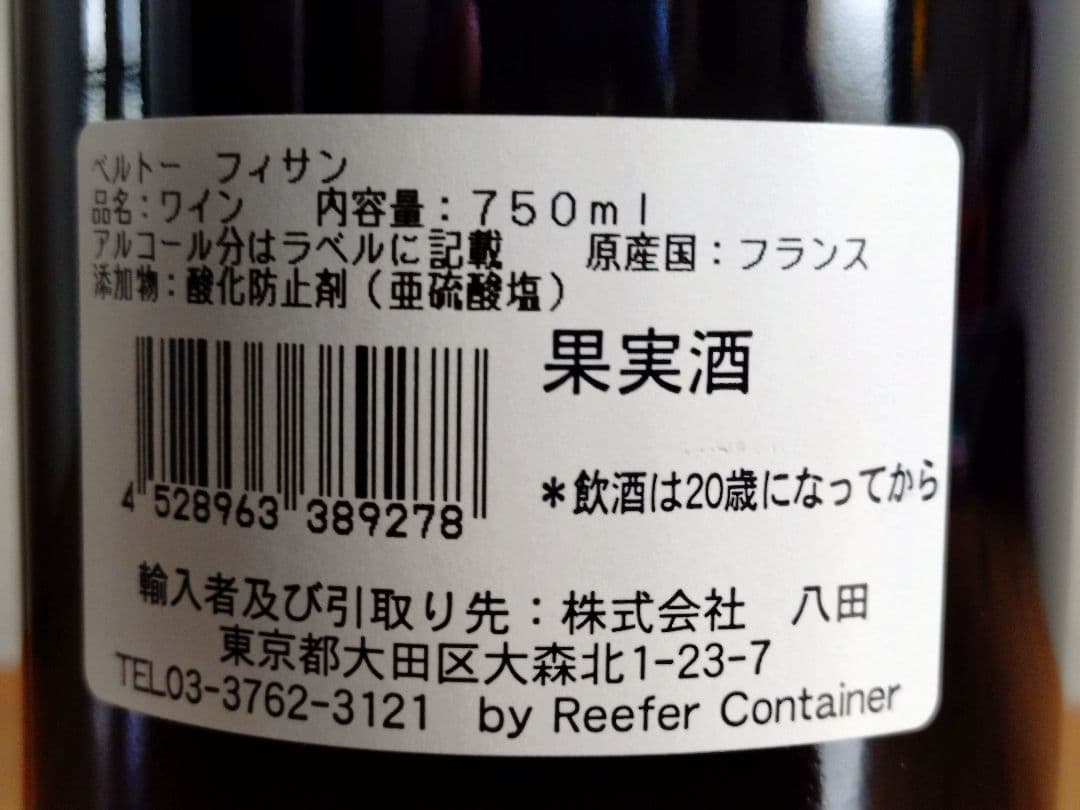 ベルトー　フィサン
品名：ワイン　　内容量：７５０ｍｌ
アルコール分はラベルに記載　　原産国：フランス
添加物：酸化防止剤（亜硫酸塩）
果実酒
4 528963 389278
＊飲酒は20歳になってから
輸入者及び引取り先：株式会社　八田
東京都大田区大森北1-23-7
TEL03-3762-3121　by Reefer Container